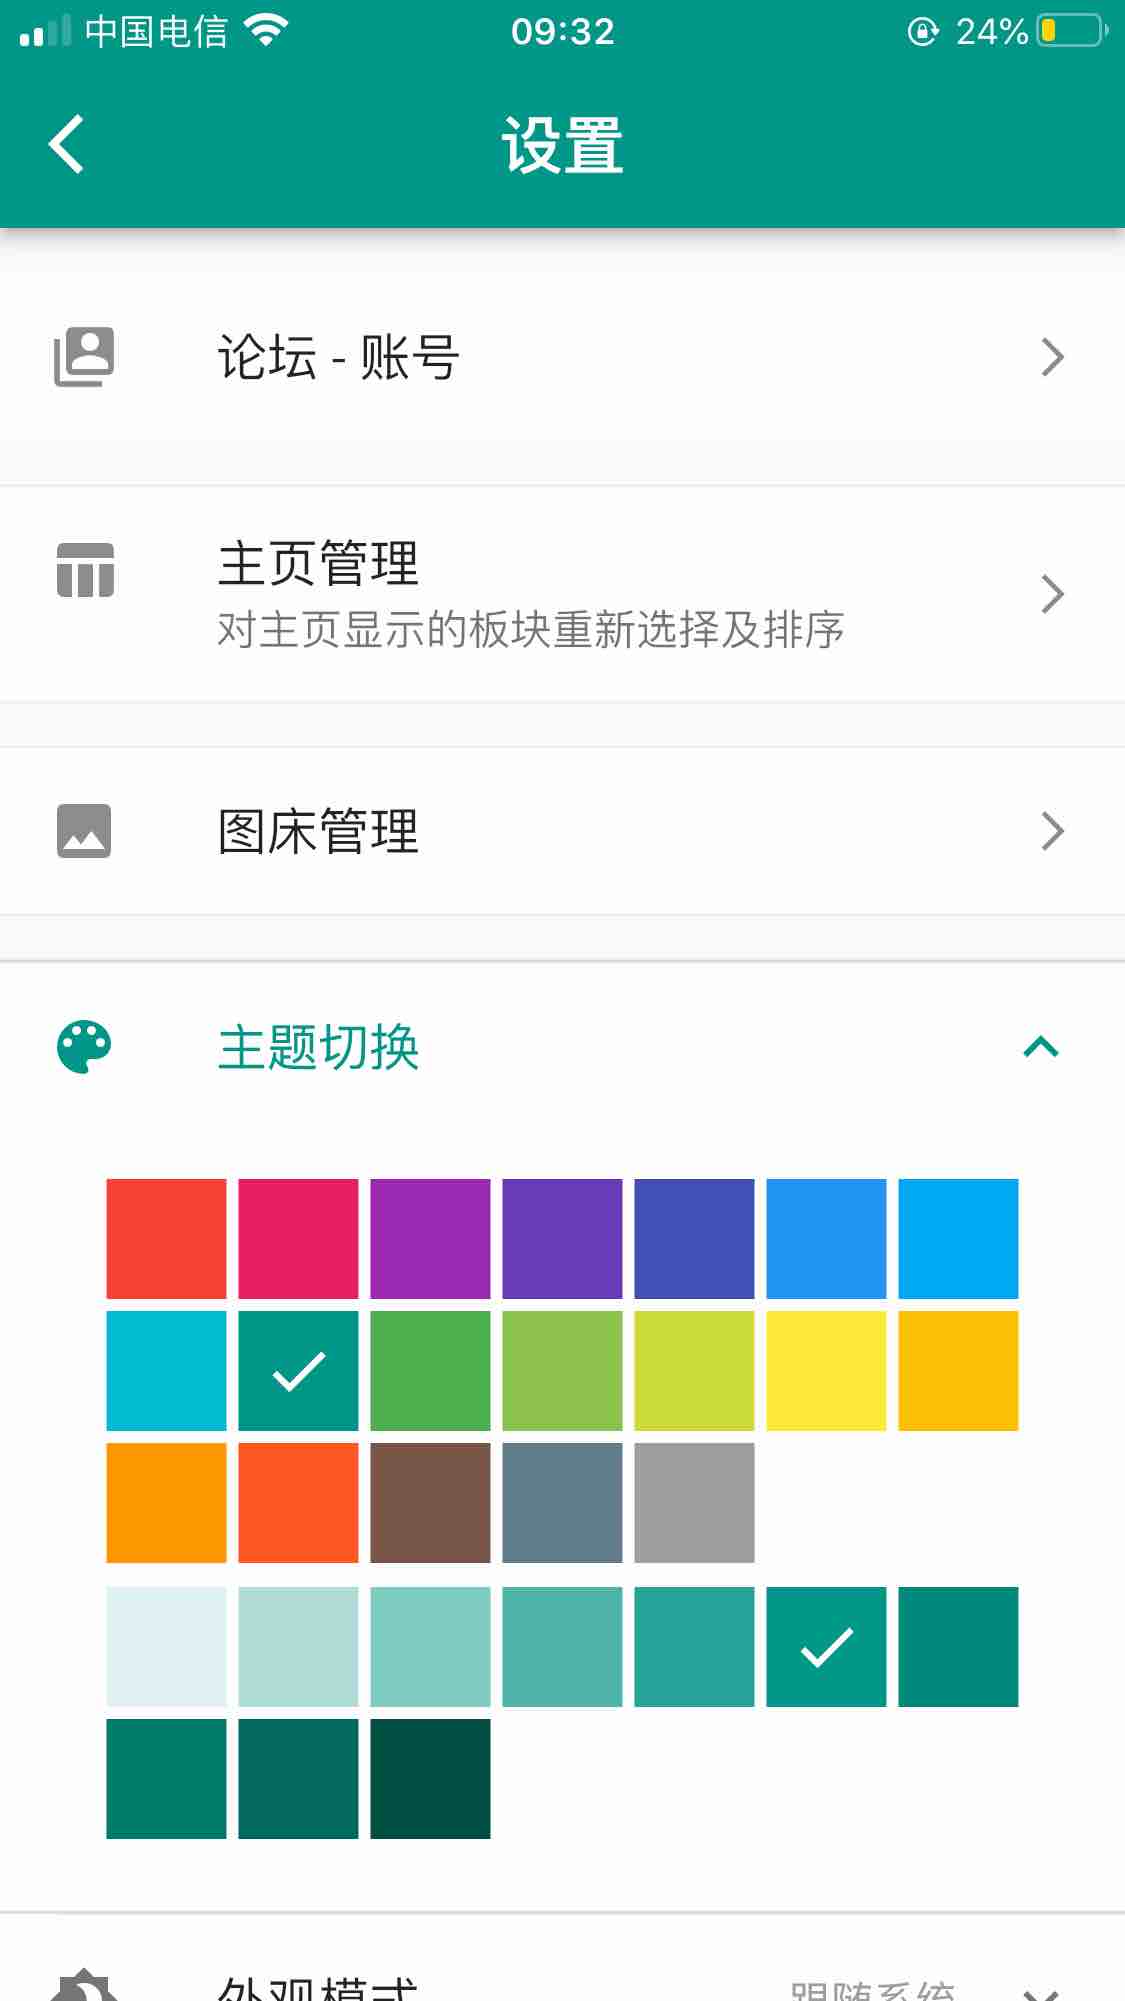 中国电信 09:32 24%
设置
论坛 - 账号
主页管理
对主页显示的板块重新选择及排序
图床管理
主题切换
外观模式 跟随系统